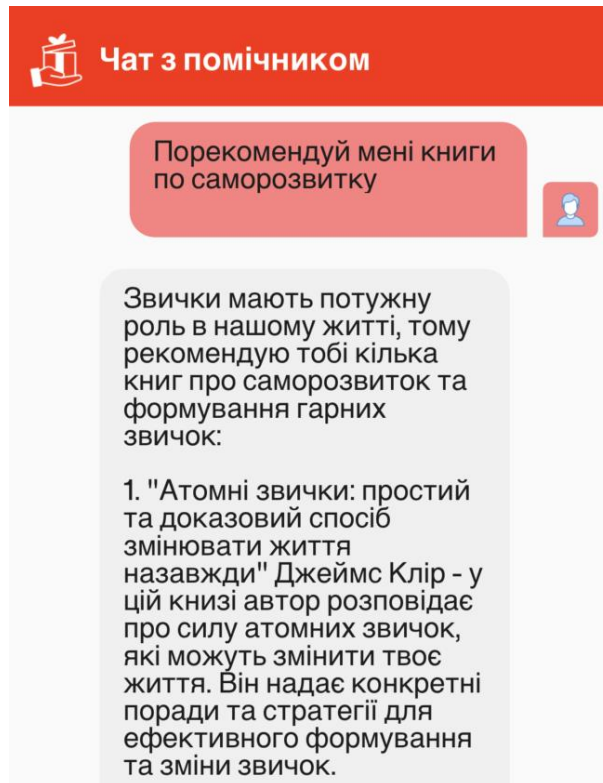 Чат з помічником
Порекомендуй мені книги
по саморозвитку
Звички мають потужну
роль в нашому житті, тому
рекомендую тобі кілька
книг про саморозвиток та
формування гарних
звичок:
1. "Атомні звички: простий
та доказовий спосіб
змінювати життя
назавжди" Джеймс Клір - у
цій книзі автор розповідає
про силу атомних звичок,
які можуть змінити твоє
життя. Він надає конкретні
поради та стратегії для
ефективного формування
та зміни звичок.